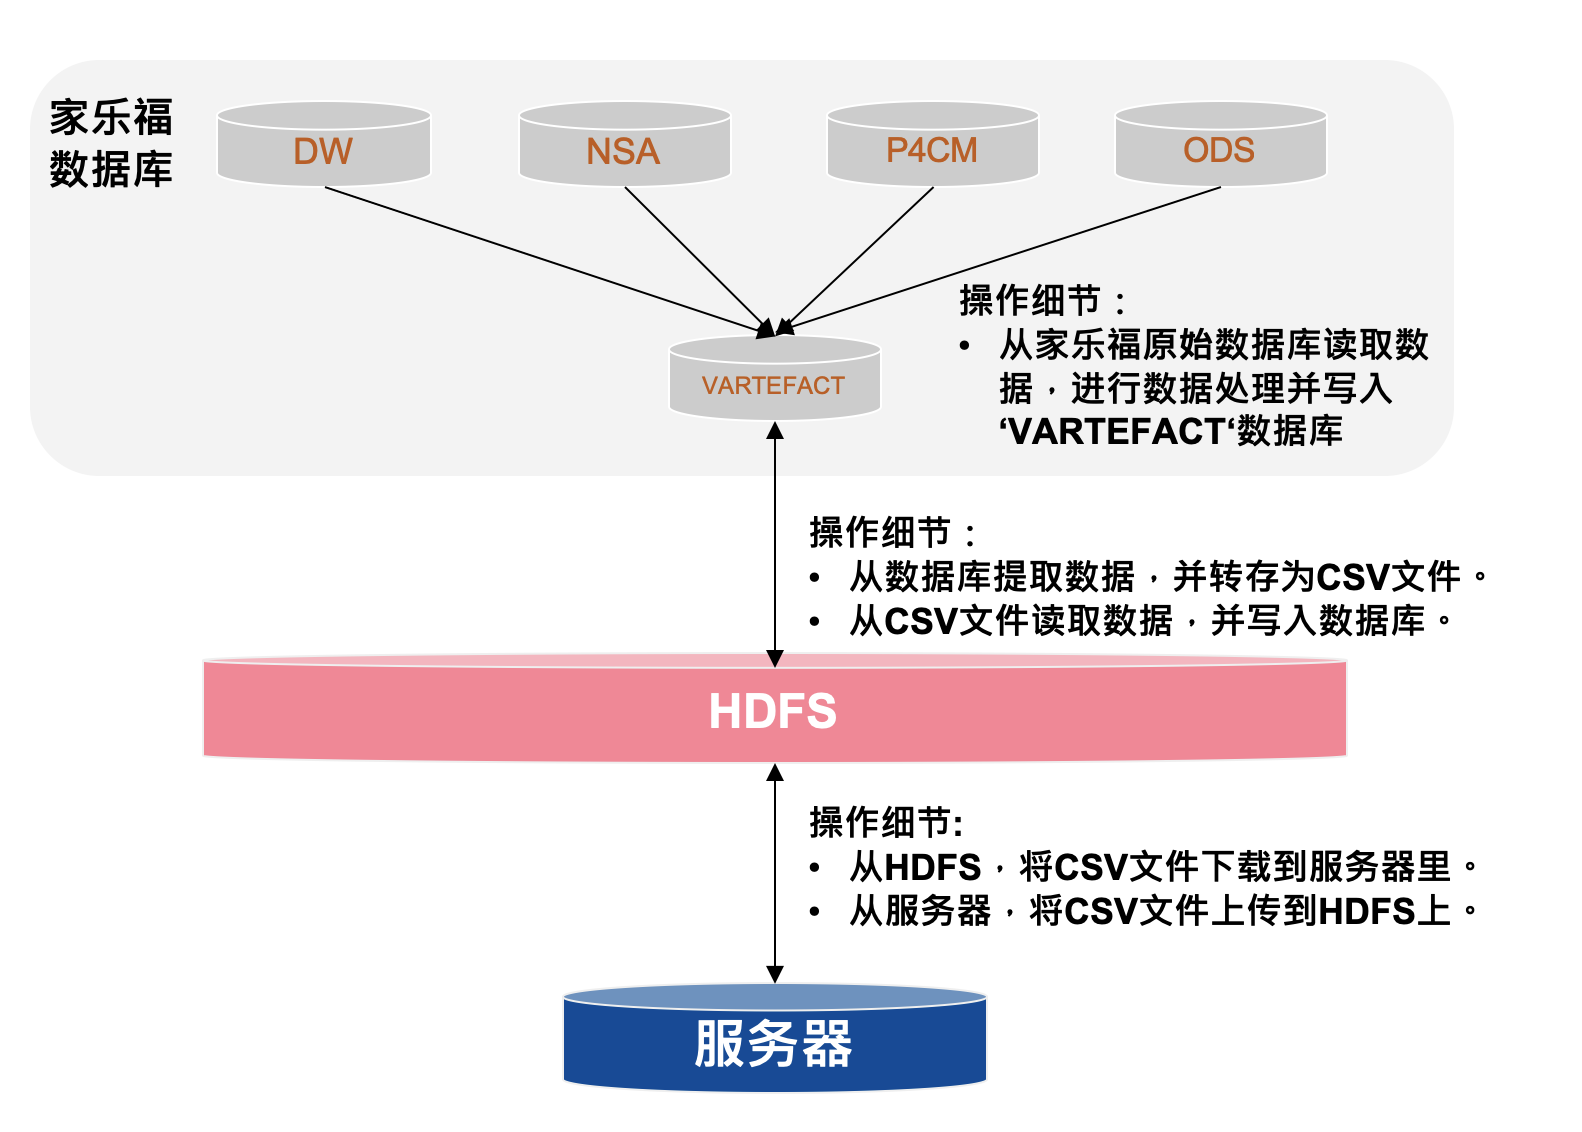 家乐福
数据库
DW
NSA
P4CM
ODS
VARTEFACT
操作细节：
• 从家乐福原始数据库读取数
据，进行数据处理并写入
‘VARTEFACT‘数据库
操作细节：
• 从数据库提取数据，并转存为CSV文件。
• 从CSV文件读取数据，并写入数据库。
HDFS
操作细节:
• 从HDFS，将CSV文件下载到服务器里。
• 从服务器，将CSV文件上传到HDFS上。
服务器